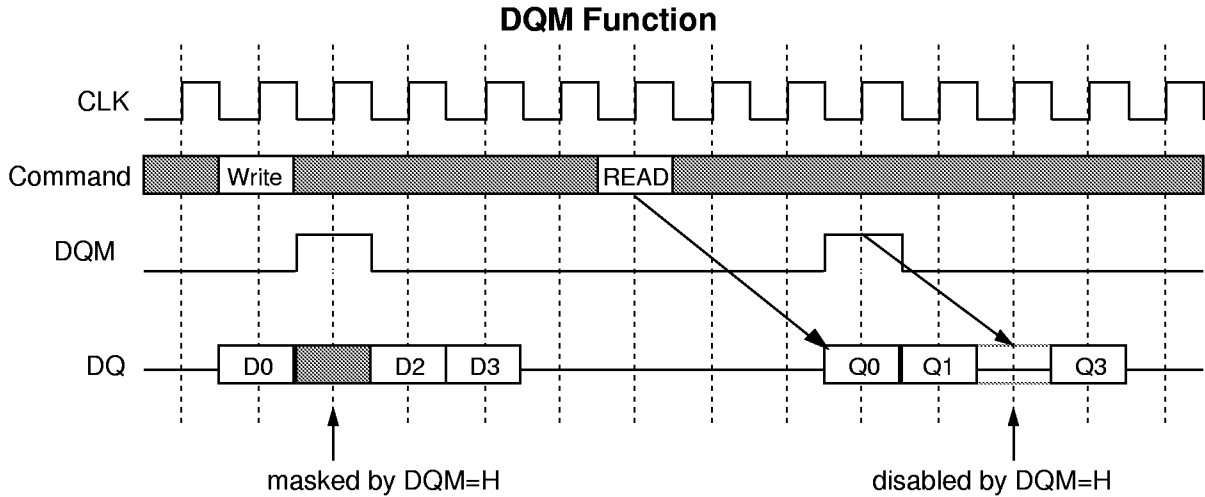 DQM Function
CLK
Command Write READ
DQM
DQ D0 D2 D3 Q0 Q1 Q3
masked by DQM=H disabled by DQM=H